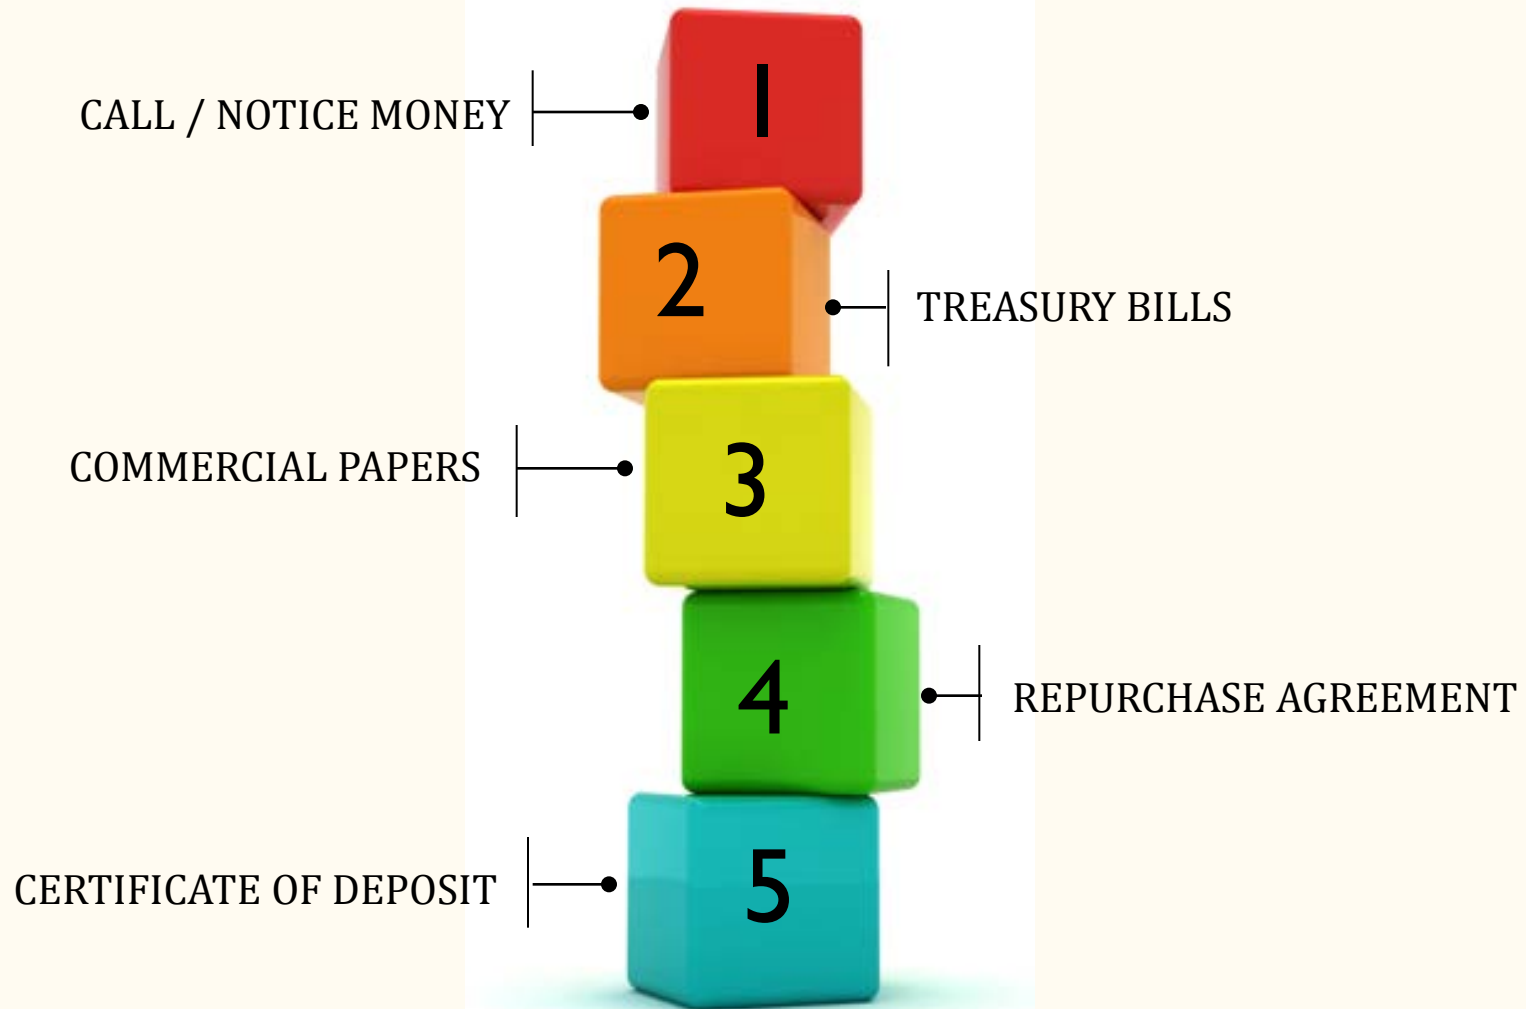 1
CALL / NOTICE MONEY
2
TREASURY BILLS
3
COMMERCIAL PAPERS
4
REPURCHASE AGREEMENT
5
CERTIFICATE OF DEPOSIT